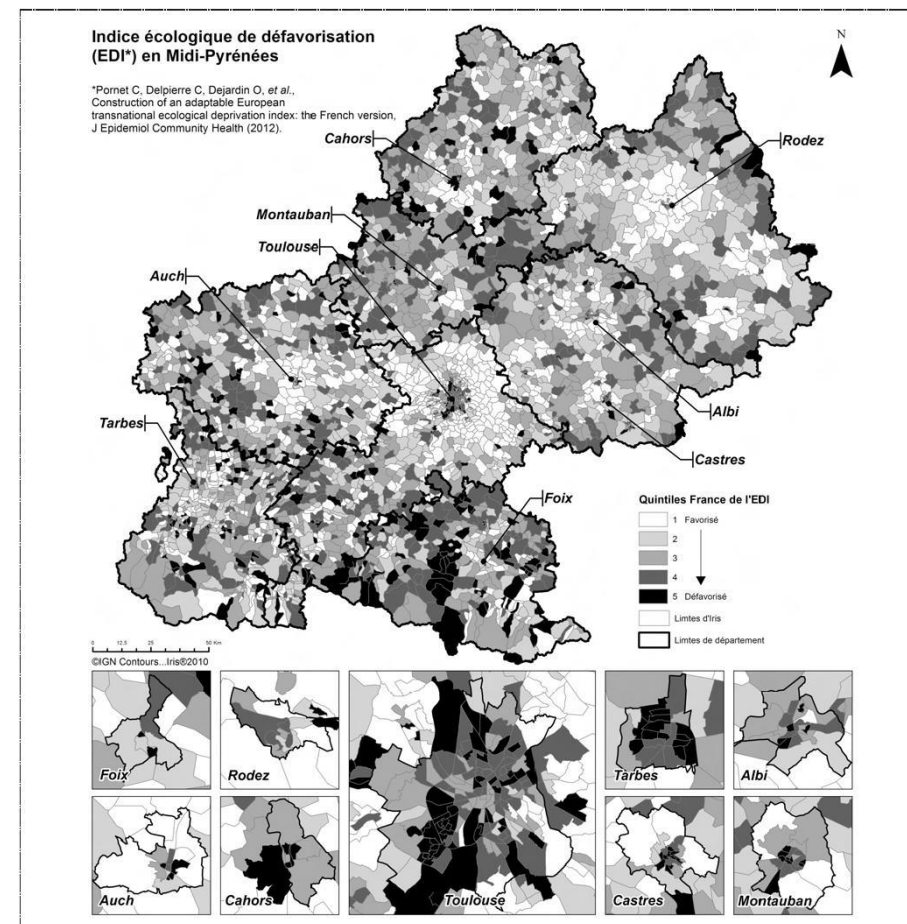 Indice écologique de défavorisation
(EDI*) en Midi-Pyrénées
N
*Pornet C, Delpierre C, Dejardin O, et al.,
Construction of an adaptable European
transnational ecological deprivation index: the French version,
J Epidemiol Community Health (2012).
Cahors
Rodez
Montauban
Toulouse
Auch
Tarbes
Albi
Castres
Foix
Quintiles France de l'EDI
1 Favorisé
2
3
4
5 Défavorisé
Limtes d'Iris
Limtes de département
0 12.5 25 50 Km
©IGN Contours...Iris®2010
Foix
Rodez
Toulouse
Tarbes
Albi
Auch
Cahors
Castres
Montauban